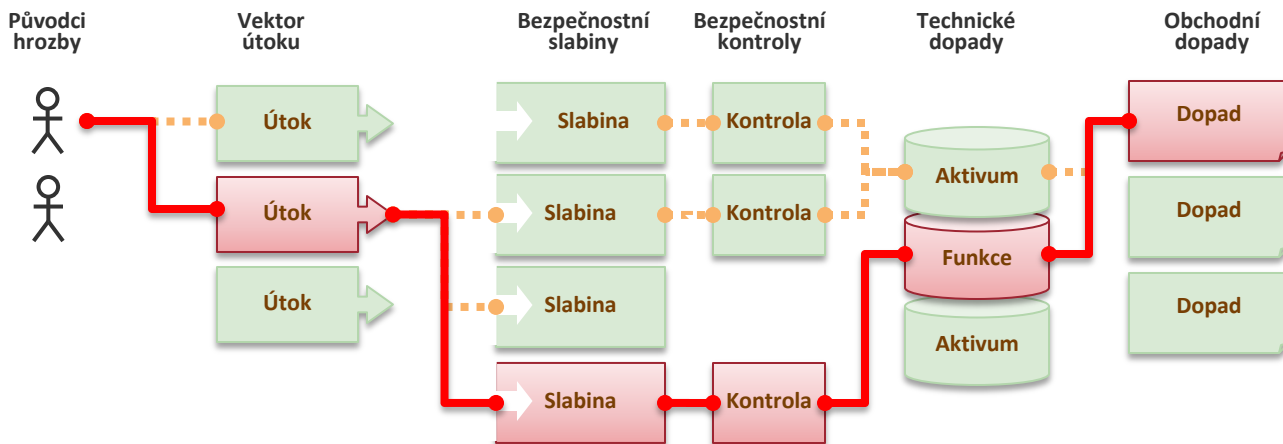 Původci
hrozby
Vektor
útoku
Bezpečnostní
slabiny
Bezpečnostní
kontroly
Technické
dopady
Obchodní
dopady
Útok
Slabina
Kontrola
Aktivum
Dopad
Útok
Slabina
Kontrola
Funkce
Dopad
Útok
Slabina
Aktivum
Dopad
Slabina
Kontrola